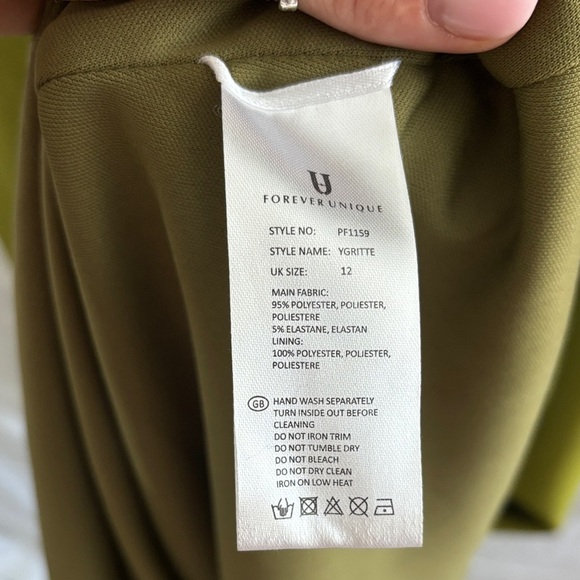 FOREVER UNIQUE
STYLE NO: PF1159
STYLE NAME: YGRITTE
UK SIZE: 12
MAIN FABRIC:
95% POLYESTER, POLIESTER,
POLIESTERE
5% ELASTANE, ELASTAN
LINING:
100% POLYESTER, POLIESTER,
POLIESTERE
GB HAND WASH SEPARATELY
TURN INSIDE OUT BEFORE
CLEANING
DO NOT IRON TRIM
DO NOT TUMBLE DRY
DO NOT BLEACH
DO NOT DRY CLEAN
IRON ON LOW HEAT